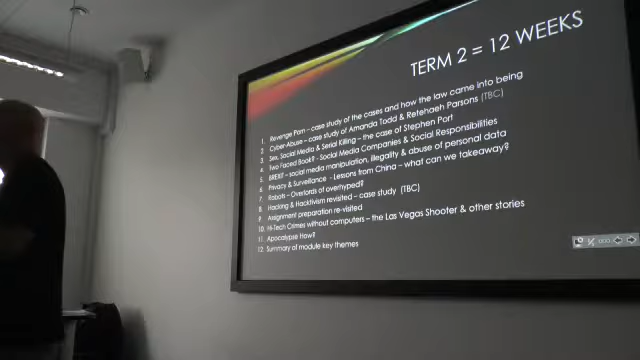 TERM 2 = 12 WEEKS
1. Revenge Porn – case study of the cases and how the law came into being
2. Cyber-Abuse – case study of Amanda Todd & Retehaeh Parsons (TBC)
3. Sex, Social Media & Serial Killing – the case of Stephen Port
4. Two Faced Book? - Social Media Companies & Social Responsibilities
5. BREXIT – social media manipulation, illegality & abuse of personal data
6. Privacy & Surveillance - Lessons from China – what can we takeaway?
7. Robots – Overlords of overhyped?
8. Hacking & Hacktivism revisited – case study (TBC)
9. Assignment preparation re-visited
10. Hi-Tech Crimes without computers – the Las Vegas Shooter & other stories
11. Apocalypse How?
12. Summary of module key themes